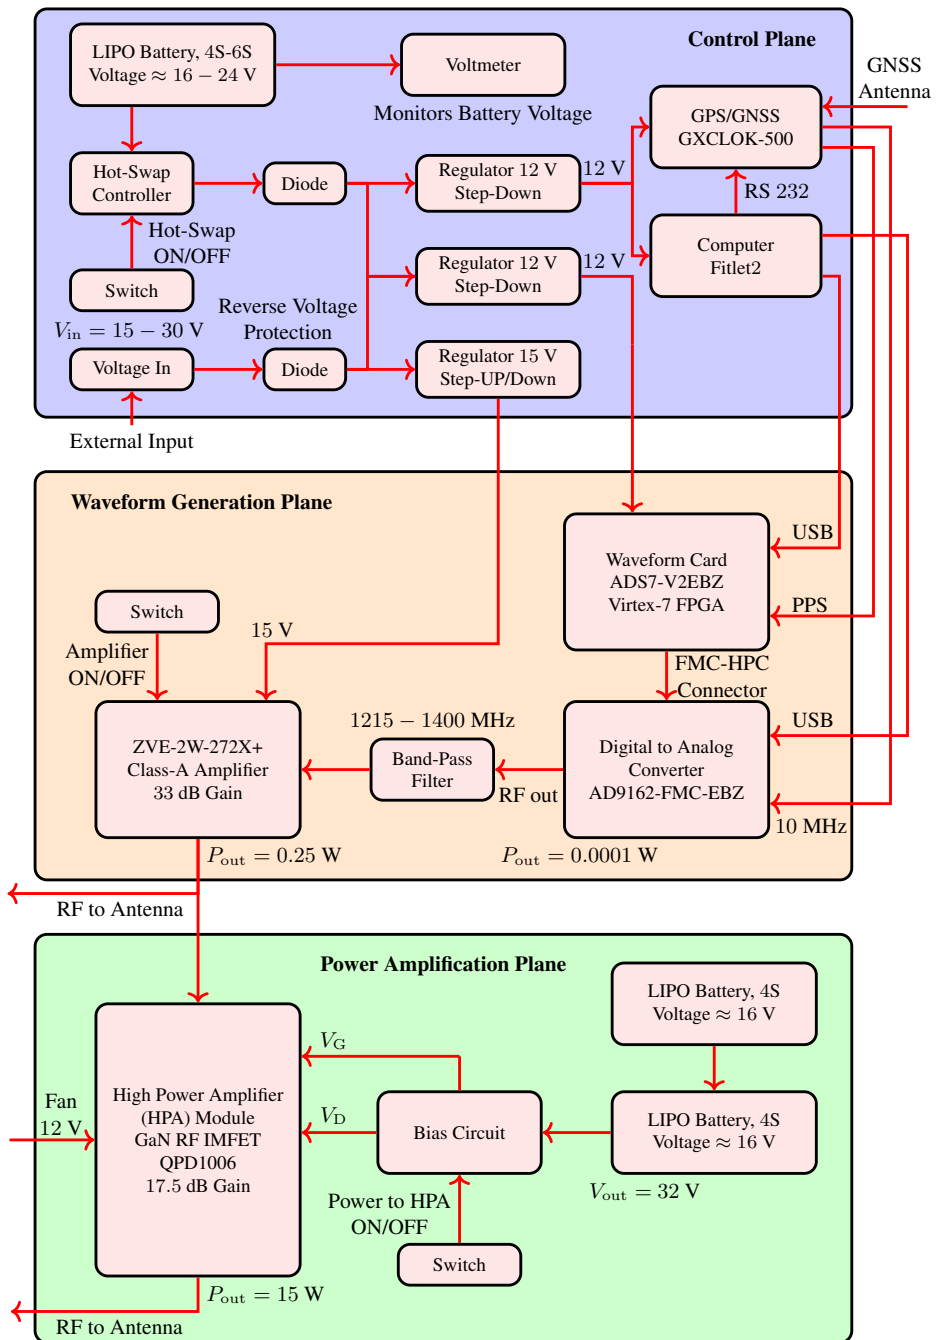 Control Plane
LIPO Battery, 4S-6S
Voltage ≈ 16 − 24 V
Voltmeter
Monitors Battery Voltage
GNSS
Antenna
GPS/GNSS
GXCLOK-500
Hot-Swap
Controller
Diode
Regulator 12 V
Step-Down
12 V
RS 232
Hot-Swap
ON/OFF
Computer
Fitlet2
Switch
Regulator 12 V
Step-Down
12 V
V_in = 15 − 30 V
Reverse Voltage
Protection
Voltage In
Diode
Regulator 15 V
Step-UP/Down
External Input
Waveform Generation Plane
Waveform Card
ADS7-V2EBZ
Virtex-7 FPGA
USB
PPS
Switch
Amplifier
ON/OFF
15 V
FMC-HPC
Connector
ZVE-2W-272X+
Class-A Amplifier
33 dB Gain
1215 − 1400 MHz
Band-Pass
Filter
RF out
Digital to Analog
Converter
AD9162-FMC-EBZ
USB
10 MHz
P_out = 0.25 W
P_out = 0.0001 W
RF to Antenna
Power Amplification Plane
LIPO Battery, 4S
Voltage ≈ 16 V
V_G
Fan
12 V
High Power Amplifier
(HPA) Module
GaN RF IMFET
QPD1006
17.5 dB Gain
V_D
Bias Circuit
LIPO Battery, 4S
Voltage ≈ 16 V
V_out = 32 V
Power to HPA
ON/OFF
Switch
P_out = 15 W
RF to Antenna